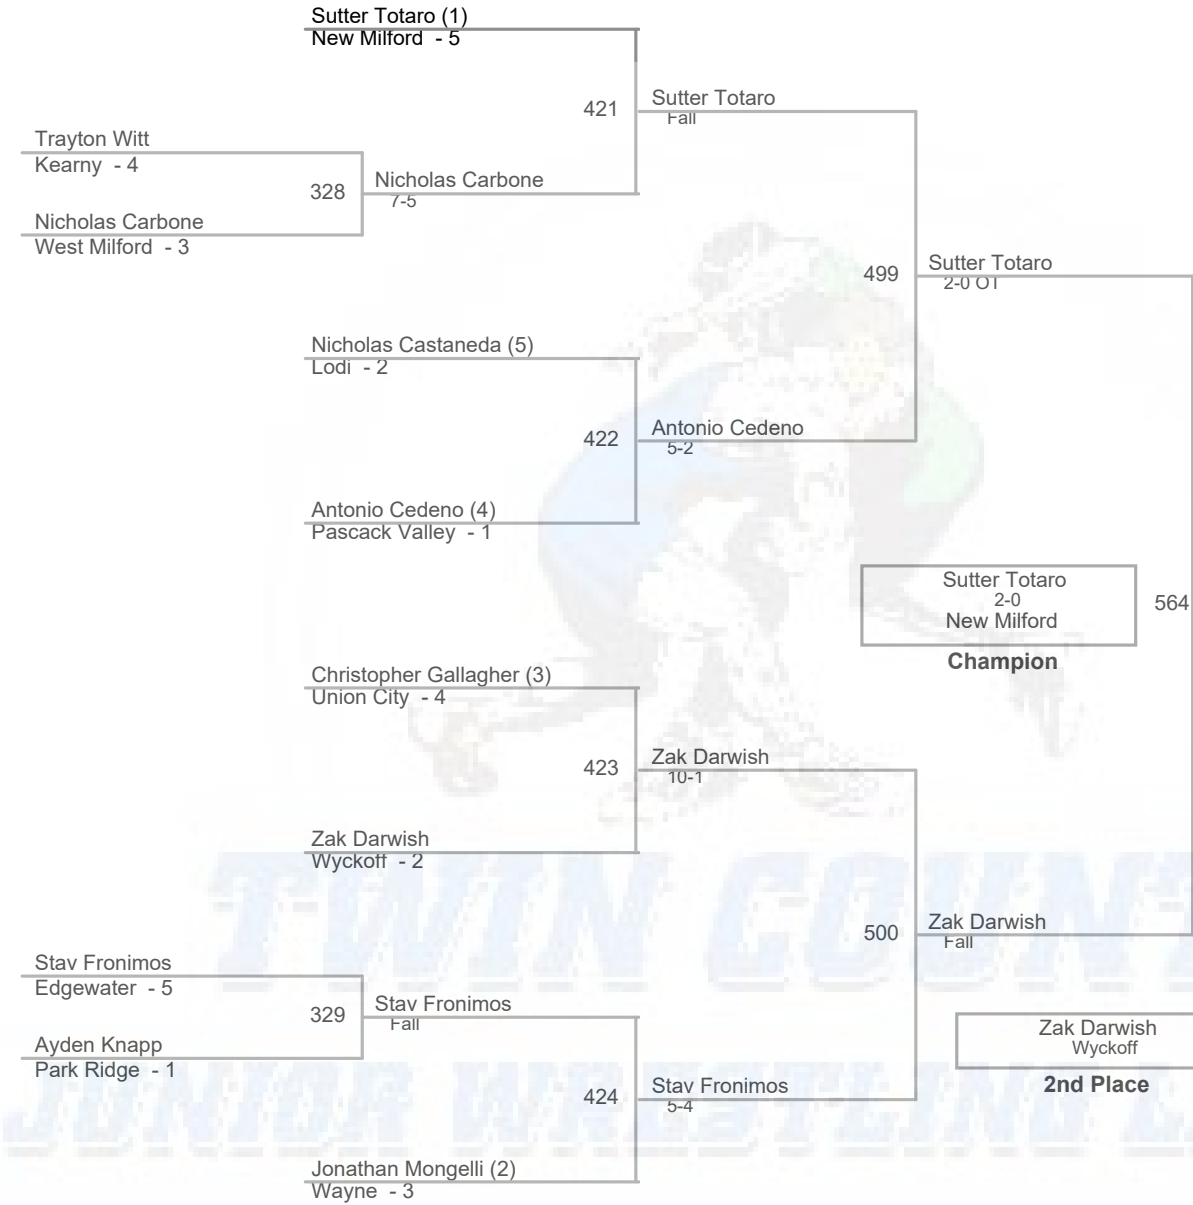 Sutter Totaro (1)
New Milford - 5
421
Sutter Totaro
Fall
Trayton Witt
Kearny - 4
328
Nicholas Carbone
7-5
Nicholas Carbone
West Milford - 3
499
Sutter Totaro
2-0 OT
Nicholas Castaneda (5)
Lodi - 2
422
Antonio Cedeno
5-2
Antonio Cedeno (4)
Pascack Valley - 1
Sutter Totaro
2-0
New Milford
564
Champion
Christopher Gallagher (3)
Union City - 4
423
Zak Darwish
10-1
Zak Darwish
Wyckoff - 2
TWIN COUNT
500
Zak Darwish
Fall
Stav Fronimos
Edgewater - 5
329
Stav Fronimos
Fall
Ayden Knapp
Park Ridge - 1
Zak Darwish
Wyckoff
2nd Place
424
Stav Fronimos
5-4
JUNIOR WRESTLING
Jonathan Mongelli (2)
Wayne - 3